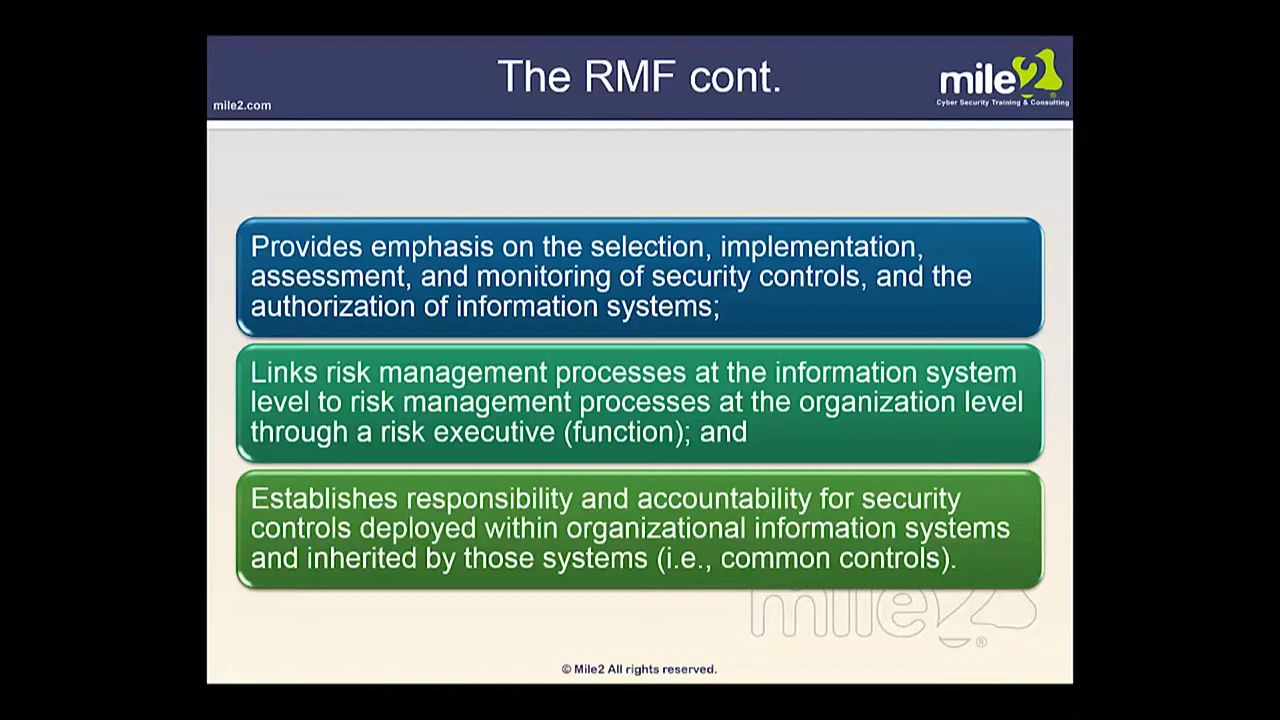 The RMF cont.
mile2
Cyber Security Training & Consulting
mile2.com
Provides emphasis on the selection, implementation,
assessment, and monitoring of security controls, and the
authorization of information systems;
Links risk management processes at the information system
level to risk management processes at the organization level
through a risk executive (function); and
Establishes responsibility and accountability for security
controls deployed within organizational information systems
and inherited by those systems (i.e., common controls).
mile2®
© Mile2 All rights reserved.